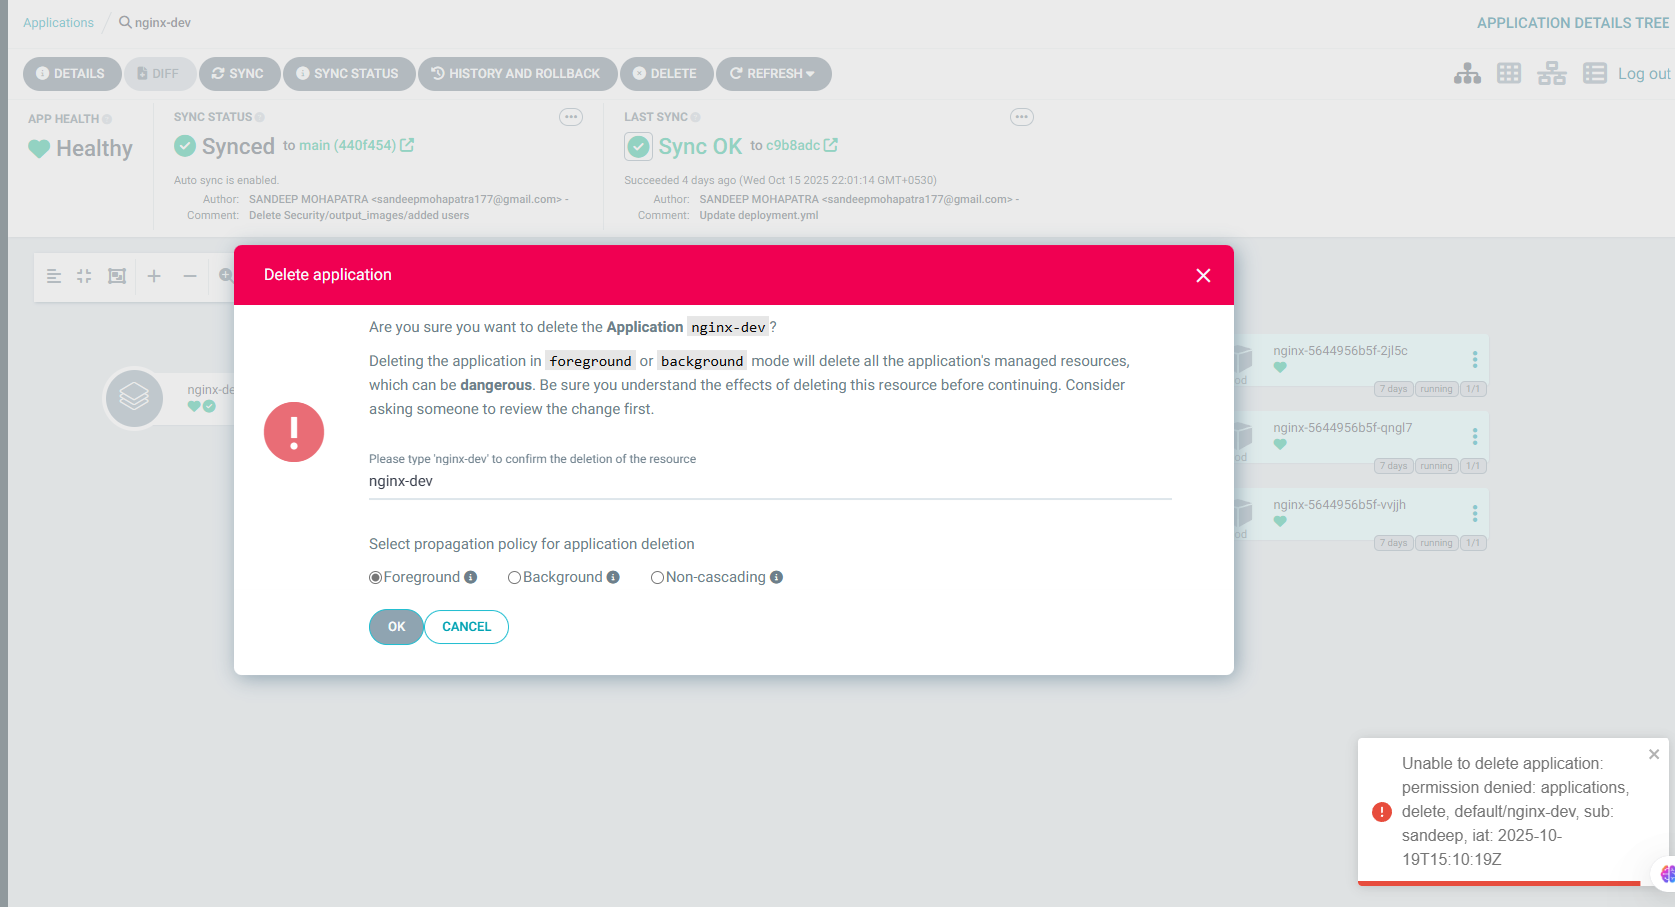 Applications / nginx-dev
APPLICATION DETAILS TREE
DETAILS DIFF SYNC SYNC STATUS HISTORY AND ROLLBACK DELETE REFRESH
Log out
APP HEALTH
Healthy
SYNC STATUS
Synced to main (440f454)
Auto sync is enabled.
Author: SANDEEP MOHAPATRA <sandeepmohapatra177@gmail.com> -
Comment: Delete Security/output_images/added users
LAST SYNC
Sync OK to c9b8adc
Succeeded 4 days ago (Wed Oct 15 2025 22:01:14 GMT+0530)
Author: SANDEEP MOHAPATRA <sandeepmohapatra177@gmail.com> -
Comment: Update deployment.yml
Delete application
Are you sure you want to delete the Application nginx-dev?
Deleting the application in foreground or background mode will delete all the application's managed resources,
which can be dangerous. Be sure you understand the effects of deleting this resource before continuing. Consider
asking someone to review the change first.
Please type 'nginx-dev' to confirm the deletion of the resource
nginx-dev
Select propagation policy for application deletion
Foreground Background Non-cascading
OK CANCEL
nginx-de
nginx-5644956b5f-2jl5c
od
7 days running 1/1
nginx-5644956b5f-qngl7
od
7 days running 1/1
nginx-5644956b5f-vvjjh
od
7 days running 1/1
Unable to delete application:
permission denied: applications,
delete, default/nginx-dev, sub:
sandeep, iat: 2025-10-
19T15:10:19Z